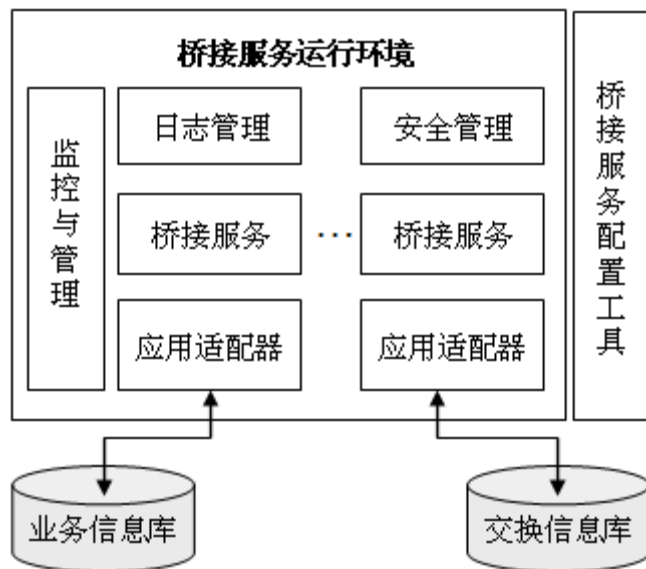 桥接服务运行环境
监控与管理
日志管理
安全管理
桥接服务
···
桥接服务
应用适配器
应用适配器
桥接服务配置工具
业务信息库
交换信息库